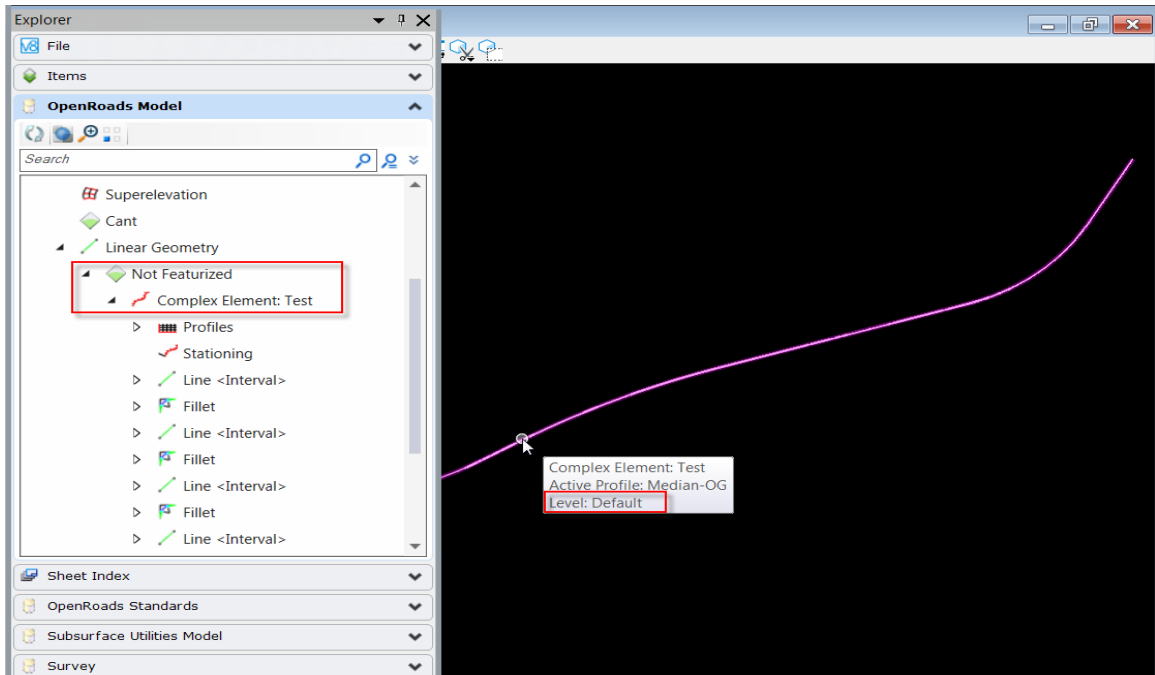 Explorer
V8 File
Items
OpenRoads Model
Search
Superelevation
Cant
Linear Geometry
Not Featurized
Complex Element: Test
Profiles
Stationing
Line <Interval>
Fillet
Line <Interval>
Fillet
Line <Interval>
Fillet
Line <Interval>
Sheet Index
OpenRoads Standards
Subsurface Utilities Model
Survey
Complex Element: Test
Active Profile: Median-OG
Level: Default